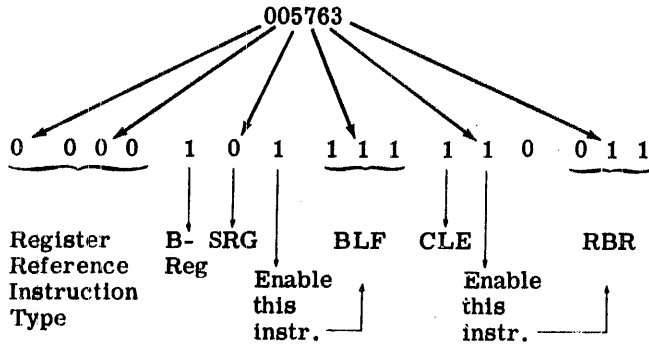 005763
0 0 0 0 1 0 1 1 1 1 1 1 0 0 1 1
Register B- SRG BLF CLE RBR
Reference Reg
Instruction Enable Enable
Type this this
instr. instr.